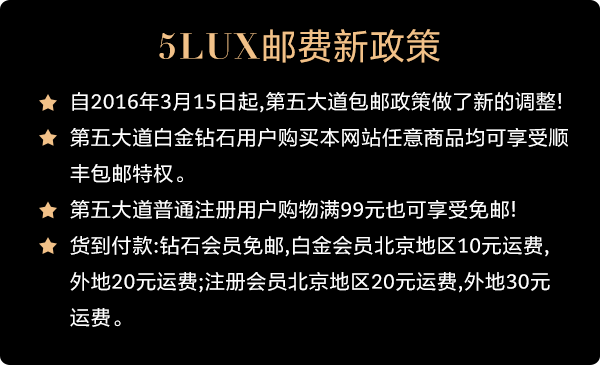 5LUX邮费新政策
自2016年3月15日起,第五大道包邮政策做了新的调整!
第五大道白金钻石用户购买本网站任意商品均可享受顺
丰包邮特权。
第五大道普通注册用户购物满99元也可享受免邮!
货到付款:钻石会员免邮,白金会员北京地区10元运费,
外地20元运费;注册会员北京地区20元运费,外地30元
运费。